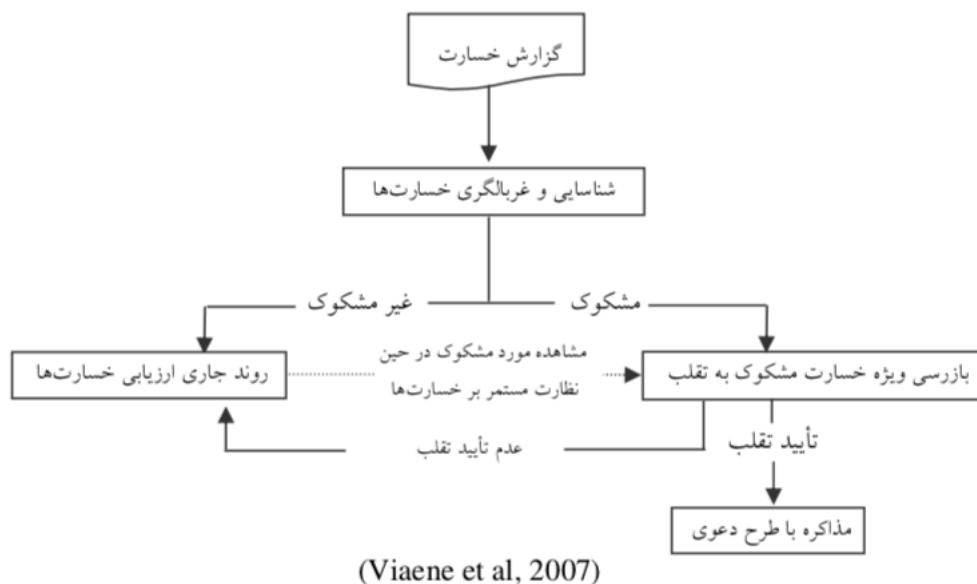 گزارش خسارت
شناسایی و غربالگری خسارت‌ها
مشکوک
غیر مشکوک
بازرسی ویژه خسارت مشکوک به تقلب
مشاهده مورد مشکوک در حین
نظارت مستمر بر خسارت‌ها
روند جاری ارزیابی خسارت‌ها
تأیید تقلب
عدم تأیید تقلب
مذاکره با طرح دعوی
(Viaene et al, 2007)